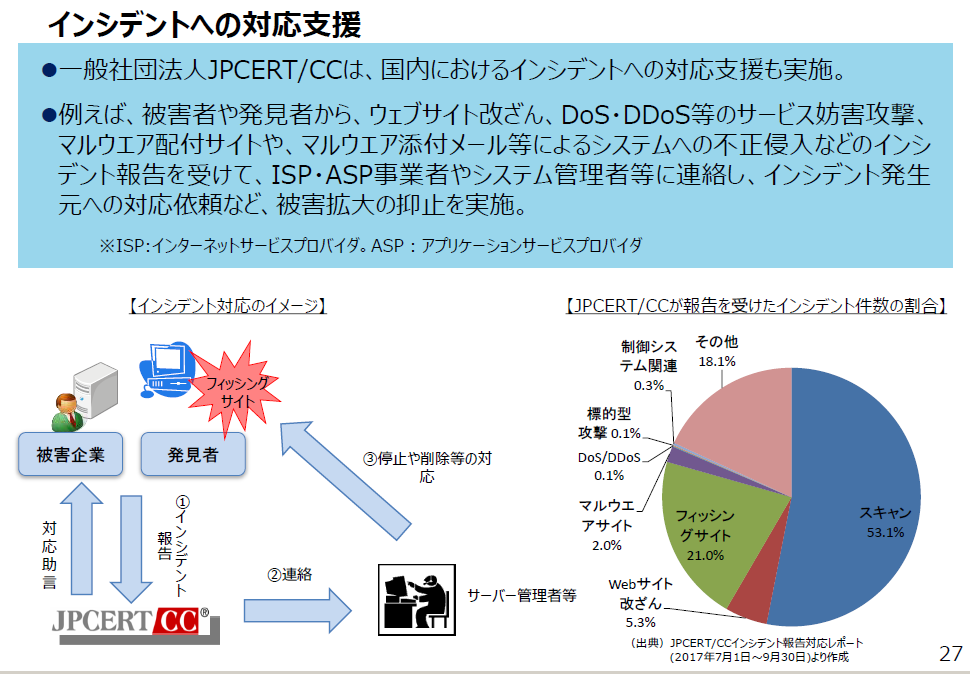 インシデントへの対応支援
●一般社団法人JPCERT/CCは、国内におけるインシデントへの対応支援も実施。
●例えば、被害者や発見者から、ウェブサイト改ざん、DoS・DDoS等のサービス妨害攻撃、
マルウエア配付サイトや、マルウエア添付メール等によるシステムへの不正侵入などのインシ
デント報告を受けて、ISP・ASP事業者やシステム管理者等に連絡し、インシデント発生
元への対応依頼など、被害拡大の抑止を実施。
※ISP:インターネットサービスプロバイダ。ASP：アプリケーションサービスプロバイダ
【インシデント対応のイメージ】
フィッシング
サイト
被害企業
発見者
③停止や削除等の対
応
対応助言
①インシデント
報告
②連絡
JPCERT CC®
サーバー管理者等
【JPCERT/CCが報告を受けたインシデント件数の割合】
その他
18.1%
制御シス
テム関連
0.3%
標的型
攻撃 0.1%
DoS/DDoS
0.1%
マルウエ
アサイト
2.0%
フィッシン
グサイト
21.0%
Webサイト
改ざん
5.3%
スキャン
53.1%
（出典）JPCERT/CCインシデント報告対応レポート
(2017年7月1日～9月30日)より作成
27